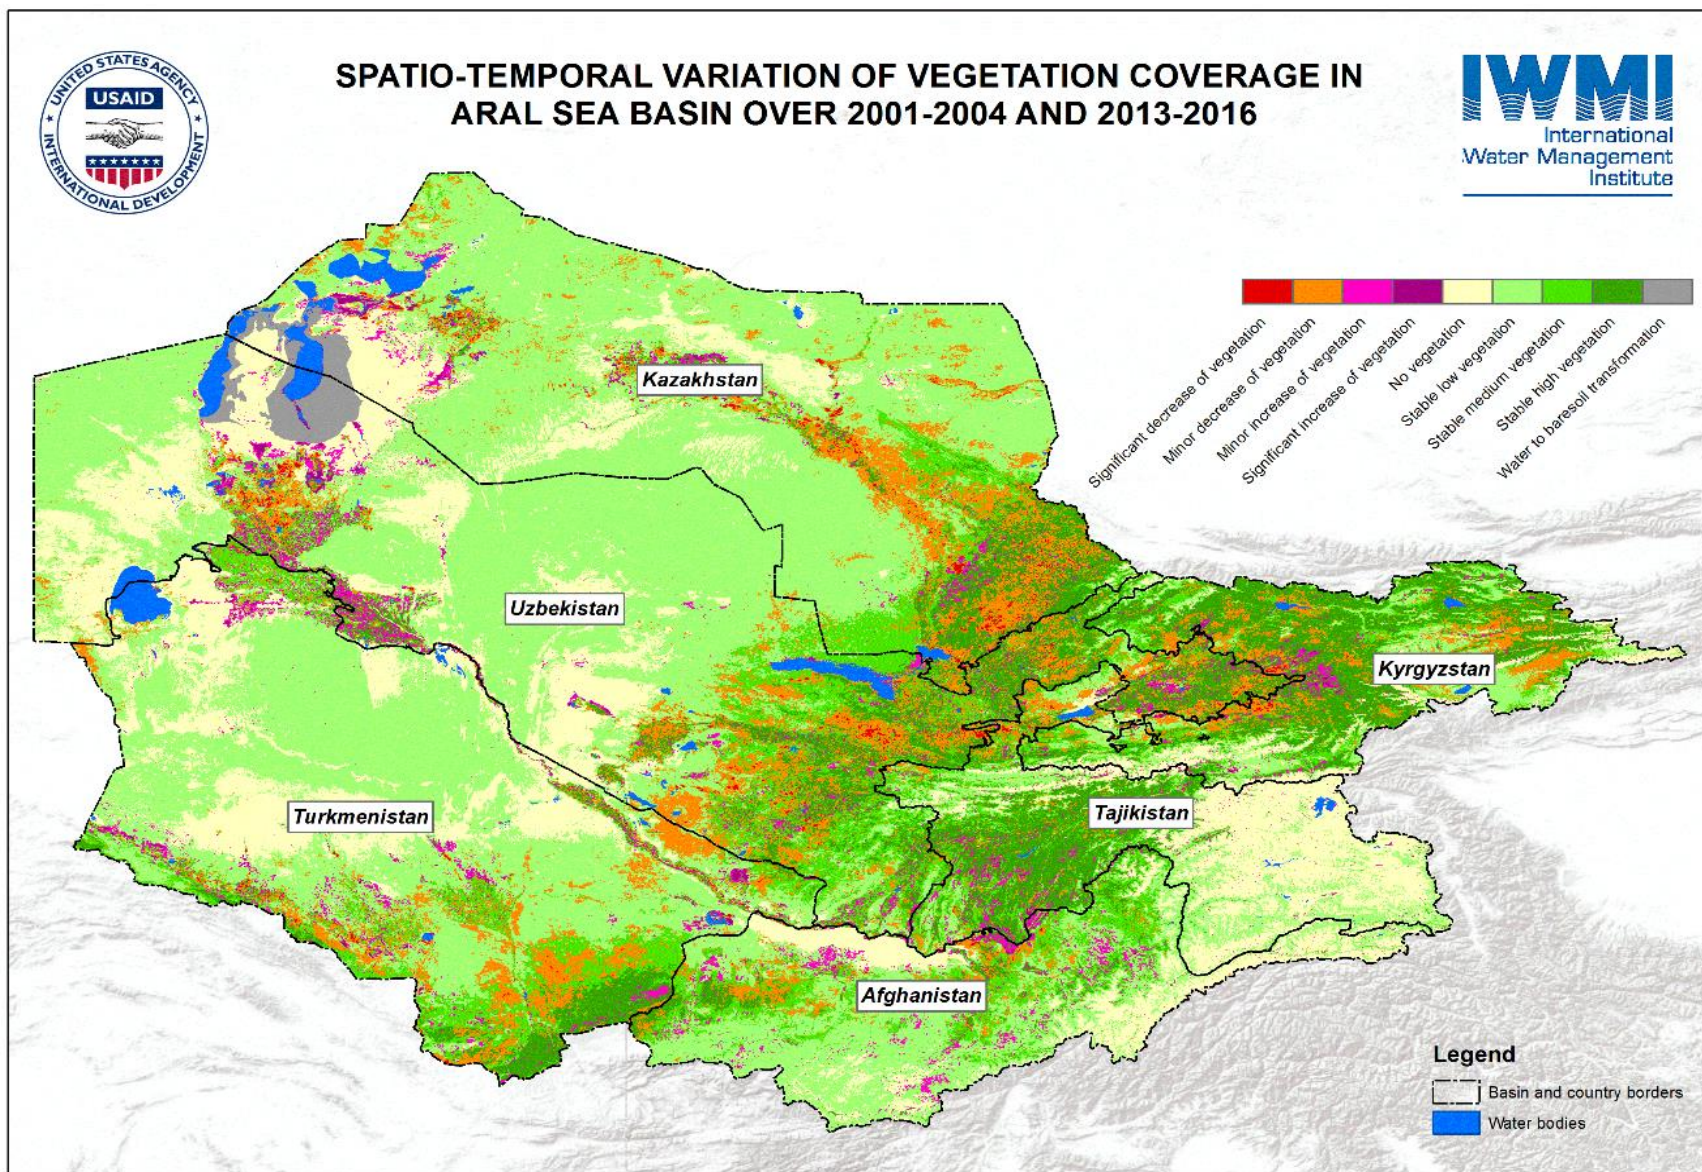 UNITED STATES AGENCY
USAID
INTERNATIONAL DEVELOPMENT
SPATIO-TEMPORAL VARIATION OF VEGETATION COVERAGE IN
ARAL SEA BASIN OVER 2001-2004 AND 2013-2016
IWMI
International
Water Management
Institute
Significant decrease of vegetation
Minor decrease of vegetation
Minor increase of vegetation
Significant increase of vegetation
No vegetation
Stable low vegetation
Stable medium vegetation
Stable high vegetation
Water to baresoil transformation
Kazakhstan
Uzbekistan
Kyrgyzstan
Turkmenistan
Tajikistan
Afghanistan
Legend
Basin and country borders
Water bodies